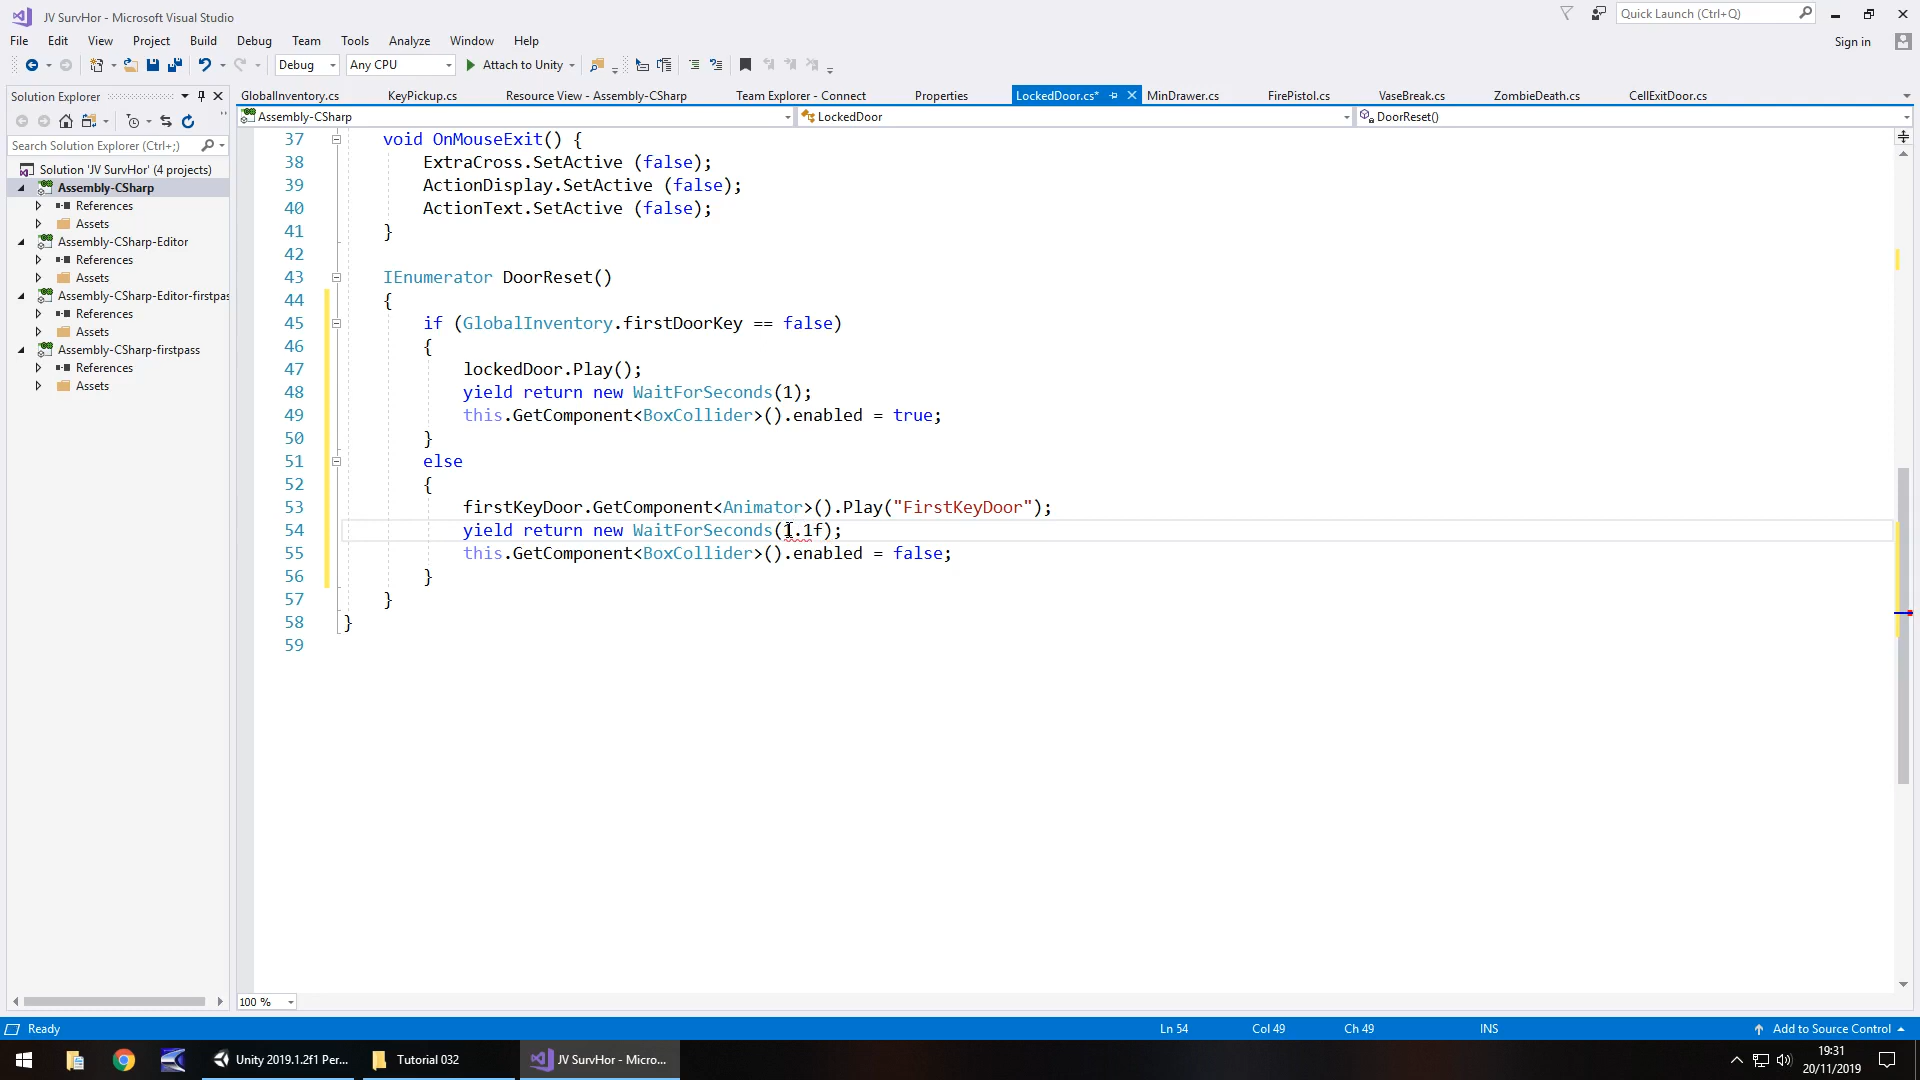 JV SurvHor - Microsoft Visual Studio
Quick Launch (Ctrl+Q)
File Edit View Project Build Debug Team Tools Analyze Window Help
Sign in
Debug Any CPU Attach to Unity
Solution Explorer
GlobalInventory.cs KeyPickup.cs Resource View - Assembly-CSharp Team Explorer - Connect Properties LockedDoor.cs* MinDrawer.cs FirePistol.cs VaseBreak.cs ZombieDeath.cs CellExitDoor.cs
Assembly-CSharp LockedDoor DoorReset()
Search Solution Explorer (Ctrl+;)
Solution 'JV SurvHor' (4 projects)
Assembly-CSharp
References
Assets
Assembly-CSharp-Editor
References
Assets
Assembly-CSharp-Editor-firstpas
References
Assets
Assembly-CSharp-firstpass
References
Assets
37 void OnMouseExit() {
38 ExtraCross.SetActive (false);
39 ActionDisplay.SetActive (false);
40 ActionText.SetActive (false);
41 }
42
43 IEnumerator DoorReset()
44 {
45 if (GlobalInventory.firstDoorKey == false)
46 {
47 lockedDoor.Play();
48 yield return new WaitForSeconds(1);
49 this.GetComponent<BoxCollider>().enabled = true;
50 }
51 else
52 {
53 firstKeyDoor.GetComponent<Animator>().Play("FirstKeyDoor");
54 yield return new WaitForSeconds(1.1f);
55 this.GetComponent<BoxCollider>().enabled = false;
56 }
57 }
58 }
59
100 %
Ready Ln 54 Col 49 Ch 49 INS Add to Source Control
Unity 2019.1.2f1 Per... Tutorial 032 JV SurvHor - Micro...
19:31
20/11/2019